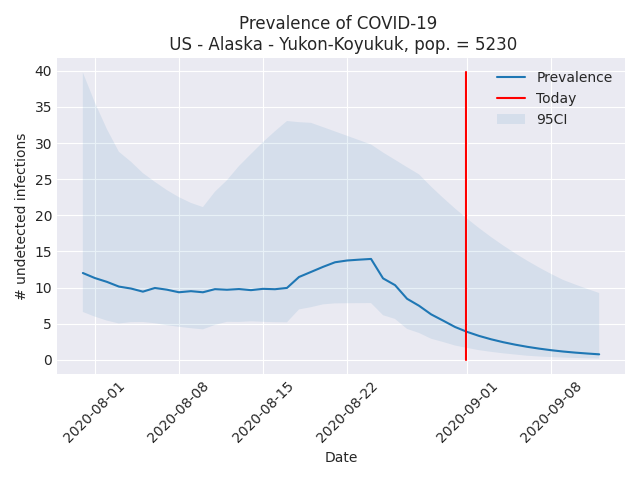 Prevalence of COVID-19
US - Alaska - Yukon-Koyukuk, pop. = 5230
Prevalence
Today
95CI
# undetected infections
40
35
30
25
20
15
10
5
0
2020-08-01
2020-08-08
2020-08-15
2020-08-22
2020-09-01
2020-09-08
Date